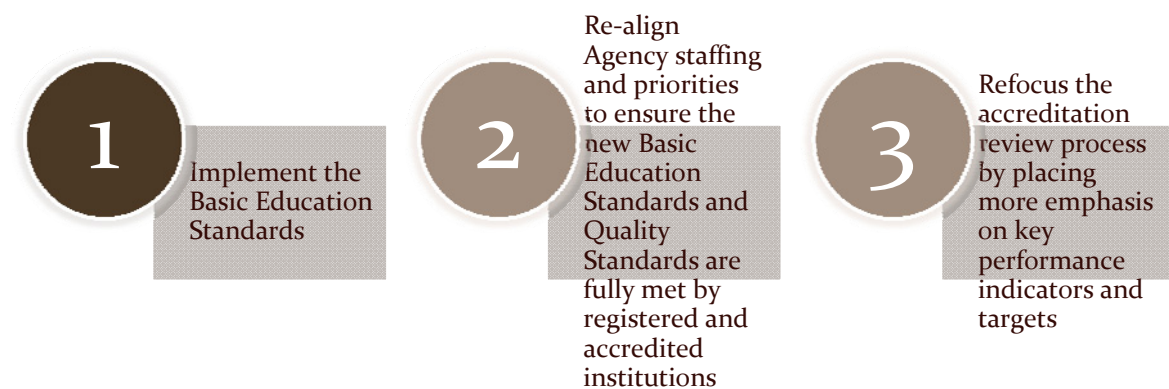 1
Implement the
Basic Education
Standards
2
Re-align
Agency staffing
and priorities
to ensure the
new Basic
Education
Standards and
Quality
Standards are
fully met by
registered and
accredited
institutions
3
Refocus the
accreditation
review process
by placing
more emphasis
on key
performance
indicators and
targets